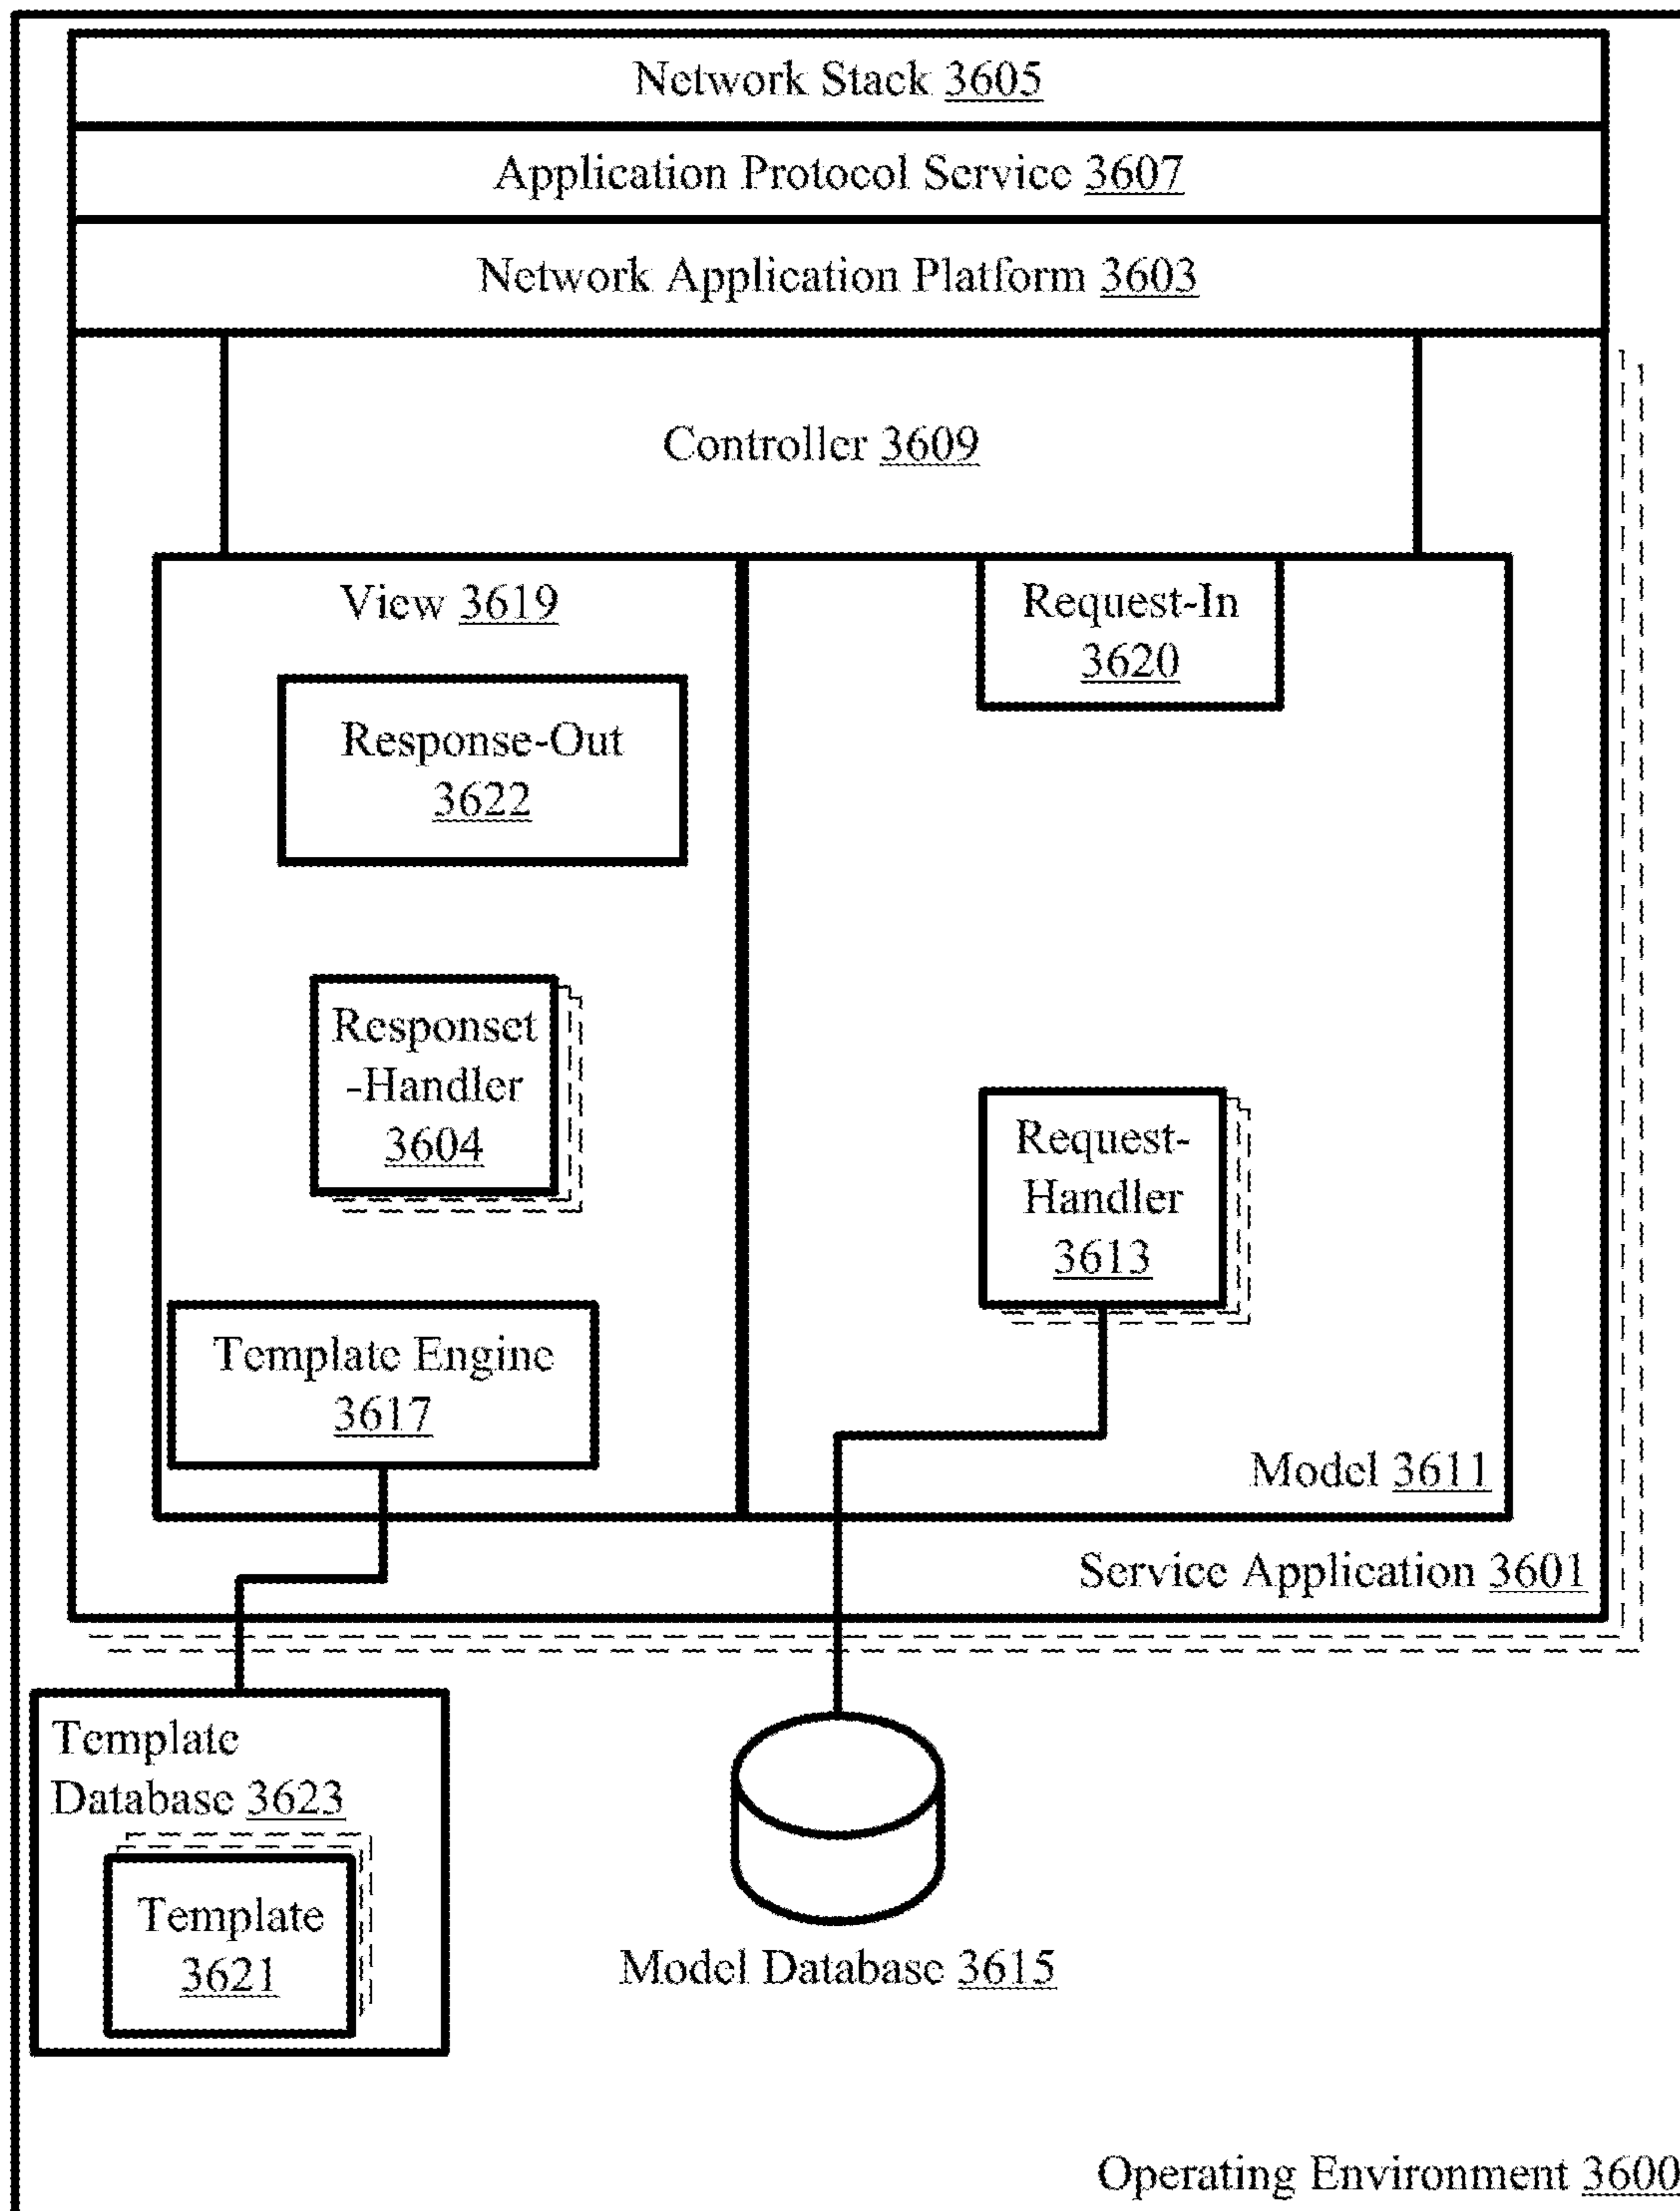 Network Stack 3605
Application Protocol Service 3607
Network Application Platform 3603
Controller 3609
View 3619
Response-Out
3622
Responset
-Handler
3604
Template Engine
3617
Request-In
3620
Request-
Handler
3613
Model 3611
Service Application 3601
Template
Database 3623
Template
3621
Model Database 3615
Operating Environment 3600